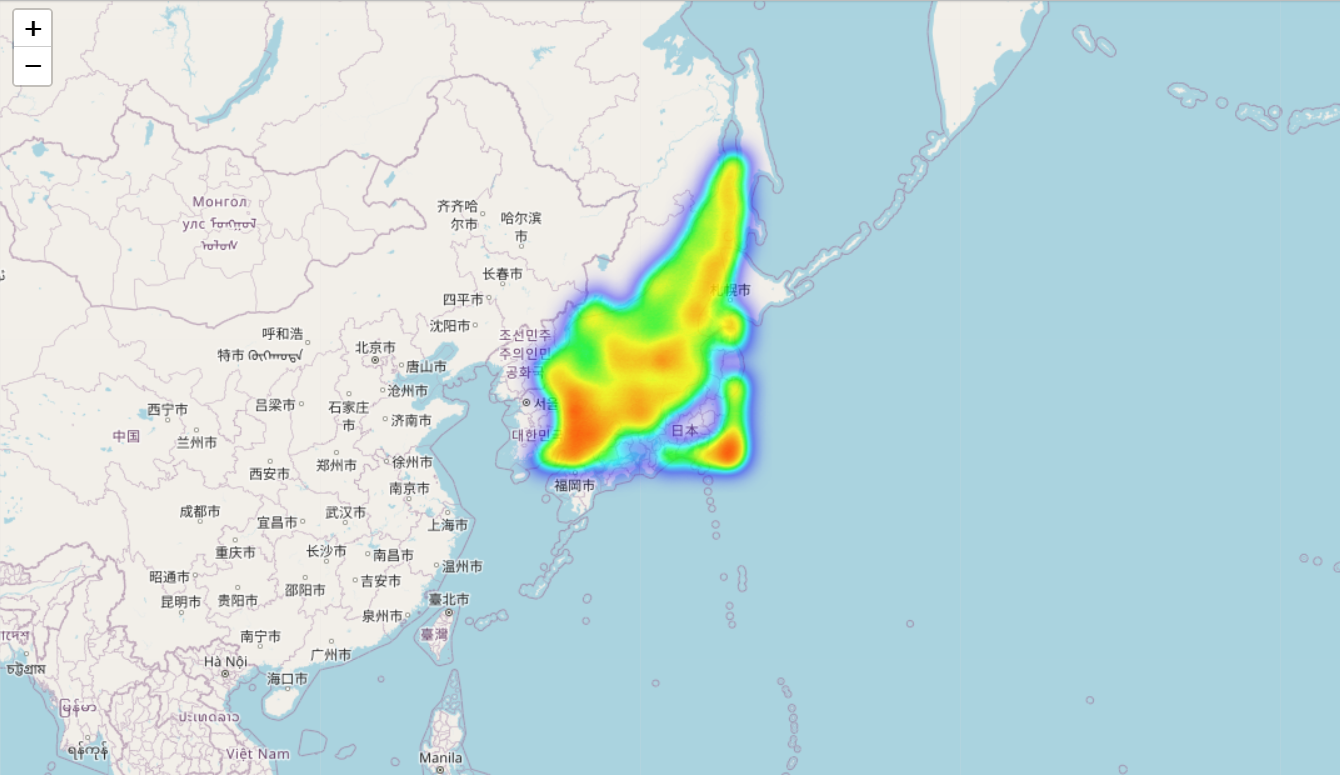 +
−
Монгол
улс
齐齐哈
尔市
哈尔滨
市
长春市
四平市
沈阳市
札幌市
呼和浩
特市
北京市
唐山市
沧州市
조선민주
주의인민
공화국
서울
대한민국
日本
福岡市
西宁市
兰州市
中国
吕梁市
石家庄
市
济南市
西安市
郑州市
徐州市
南京市
成都市
宜昌市
武汉市
上海市
重庆市
长沙市
南昌市
温州市
昭通市
昆明市
贵阳市
邵阳市
吉安市
泉州市
臺北市
臺灣
南宁市
广州市
Hà Nội
海口市
চট্টগ্রাম
မြန်မာ
ရန်ကုန်
ປະເທດລາວ
Việt Nam
Manila